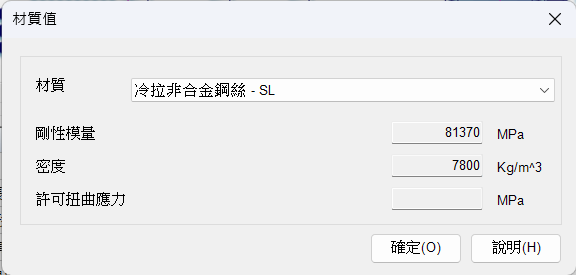 材質值
材質 冷拉非合金鋼絲 - SL
剛性模量 81370 MPa
密度 7800 Kg/m^3
許可扭曲應力 MPa
確定(O) 說明(H)